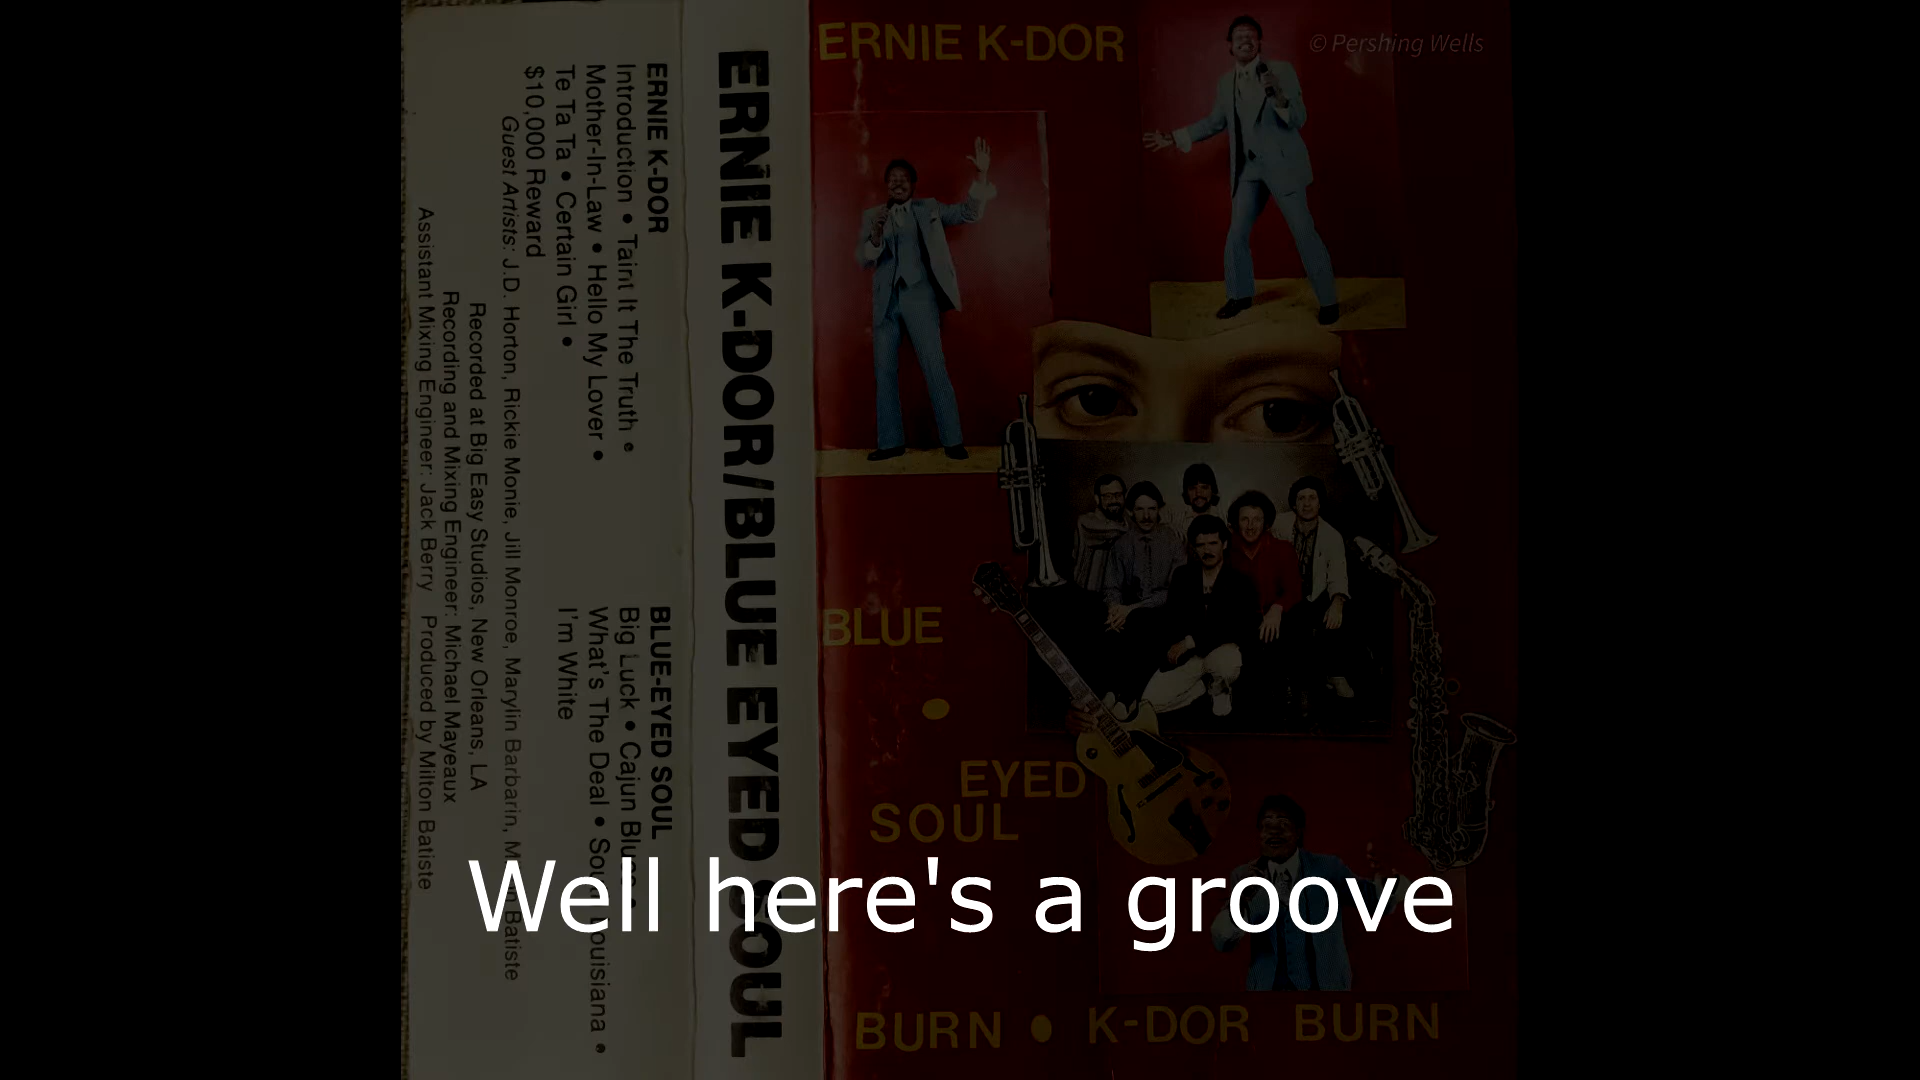 ERNIE K-DOR
Introduction • Taint It The Truth •
Mother-In-Law • Hello My Lover •
Te Ta Ta • Certain Girl •
$10,000 Reward
Guest Artists: J.D. Horton, Rickie Monie, Jill Monroe, Marylin Barbarin, Milton Batiste
Recorded at Big Easy Studios, New Orleans, LA
Recording and Mixing Engineer: Michael Mayeaux
Assistant Mixing Engineer: Jack Berry Produced by Milton Batiste
BLUE-EYED SOUL
Big Luck • Cajun Blues •
What's The Deal • South Louisiana •
I'm White
ERNIE K-DOR/BLUE EYED SOUL
ERNIE K-DOR
© Pershing Wells
BLUE
•
EYED
SOUL
BURN • K-DOR BURN
Well here's a groove